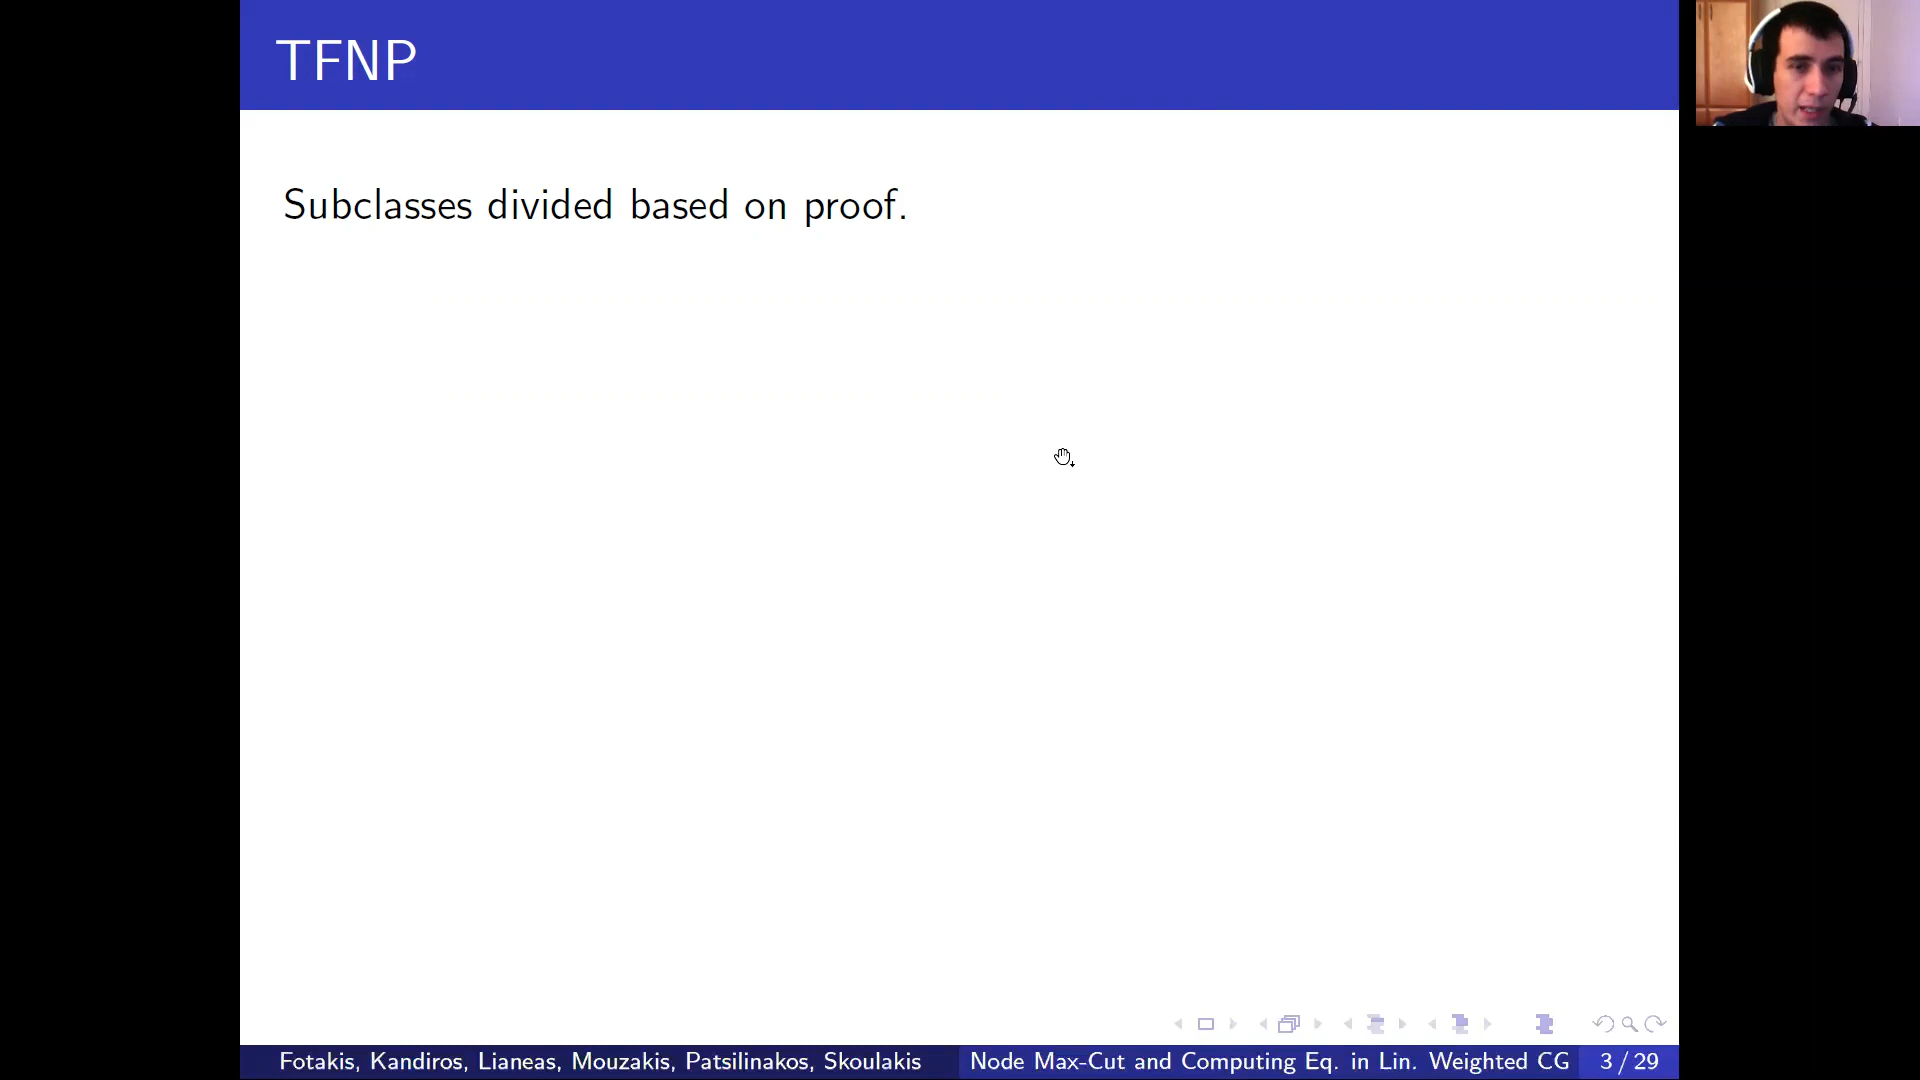 TFNP
Subclasses divided based on proof.
Fotakis, Kandiros, Lianeas, Mouzakis, Patsilinakos, Skoulakis
Node Max-Cut and Computing Eq. in Lin. Weighted CG
3 / 29